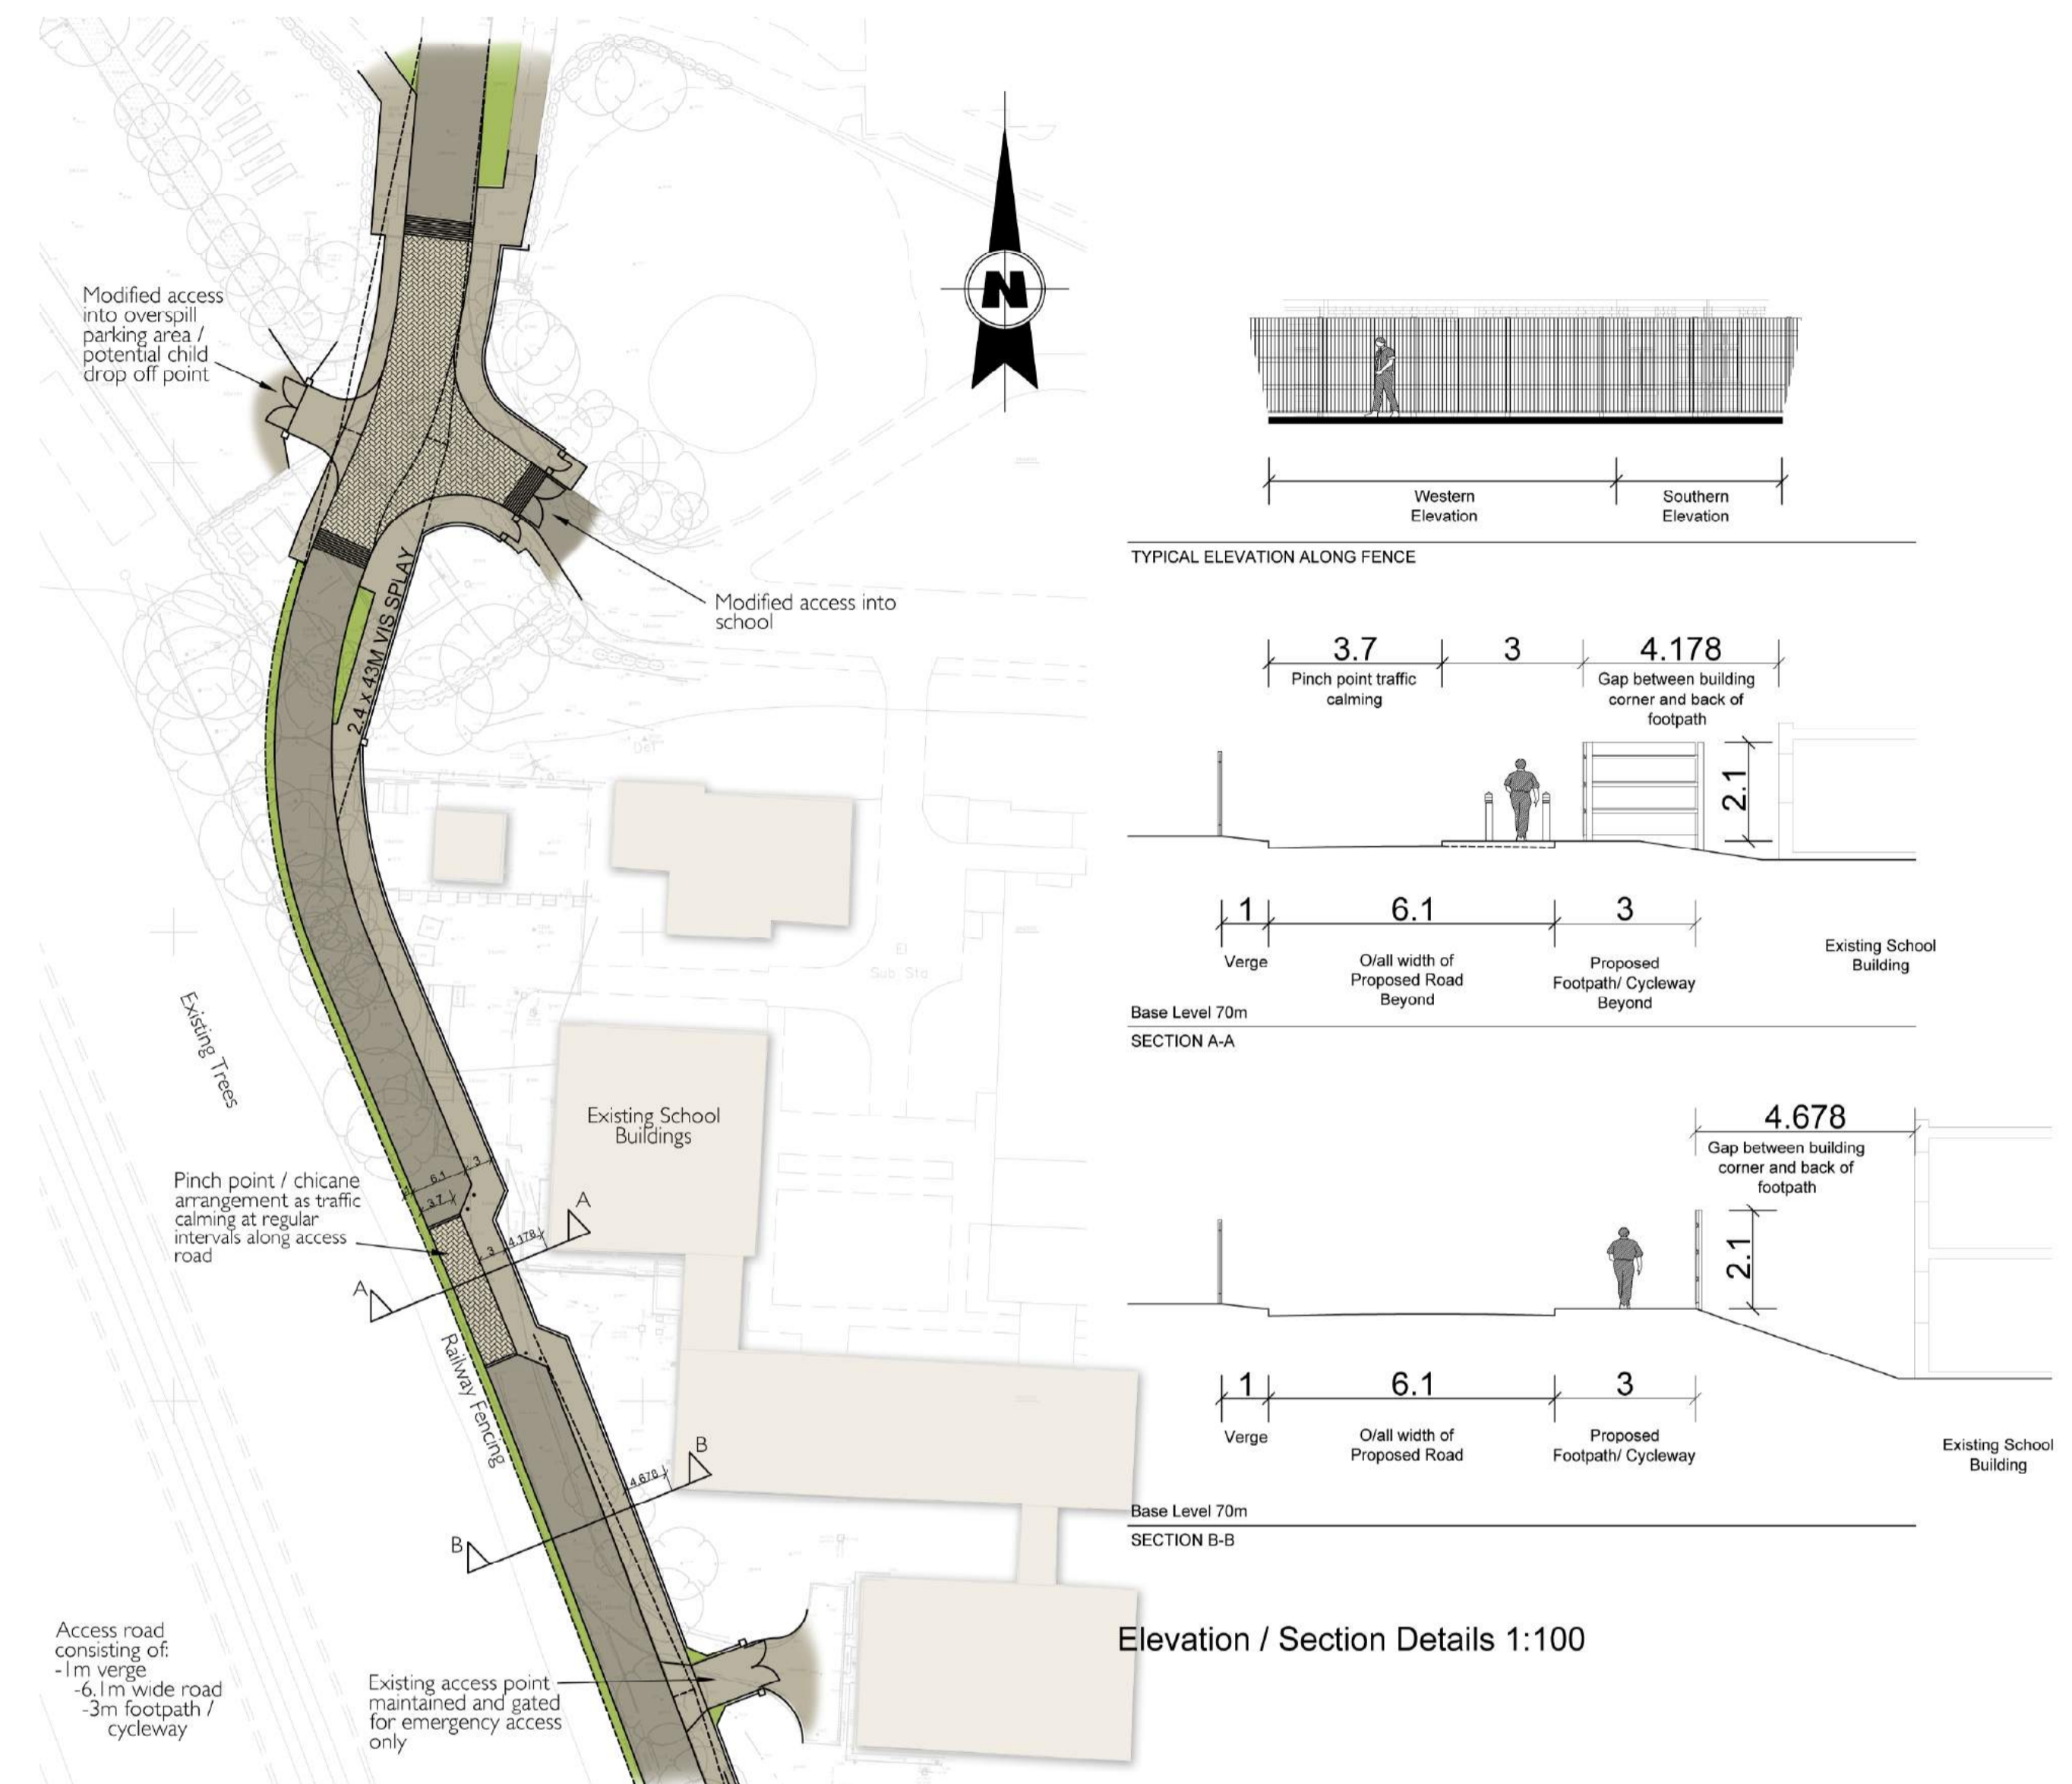 Modified access
into overspill
parking area /
potential child
drop off point
N
2.4 x 43M VIS SPLAY
Modified access into
school
El
Sub Sta
Existing Trees
Existing School
Buildings
Pinch point / chicane
arrangement as traffic
calming at regular
intervals along access
road
6.1
3
3.7
3
4.178
A
A
Railway Fencing
4.678
B
B
Access road
consisting of:
-1m verge
-6.1m wide road
-3m footpath /
cycleway
Existing access point
maintained and gated
for emergency access
only
Western
Elevation
Southern
Elevation
TYPICAL ELEVATION ALONG FENCE
3.7
Pinch point traffic
calming
3
4.178
Gap between building
corner and back of
footpath
2.1
1
Verge
6.1
O/all width of
Proposed Road
Beyond
3
Proposed
Footpath/ Cycleway
Beyond
Existing School
Building
Base Level 70m
SECTION A-A
4.678
Gap between building
corner and back of
footpath
2.1
1
Verge
6.1
O/all width of
Proposed Road
3
Proposed
Footpath/ Cycleway
Existing School
Building
Base Level 70m
SECTION B-B
Elevation / Section Details 1:100